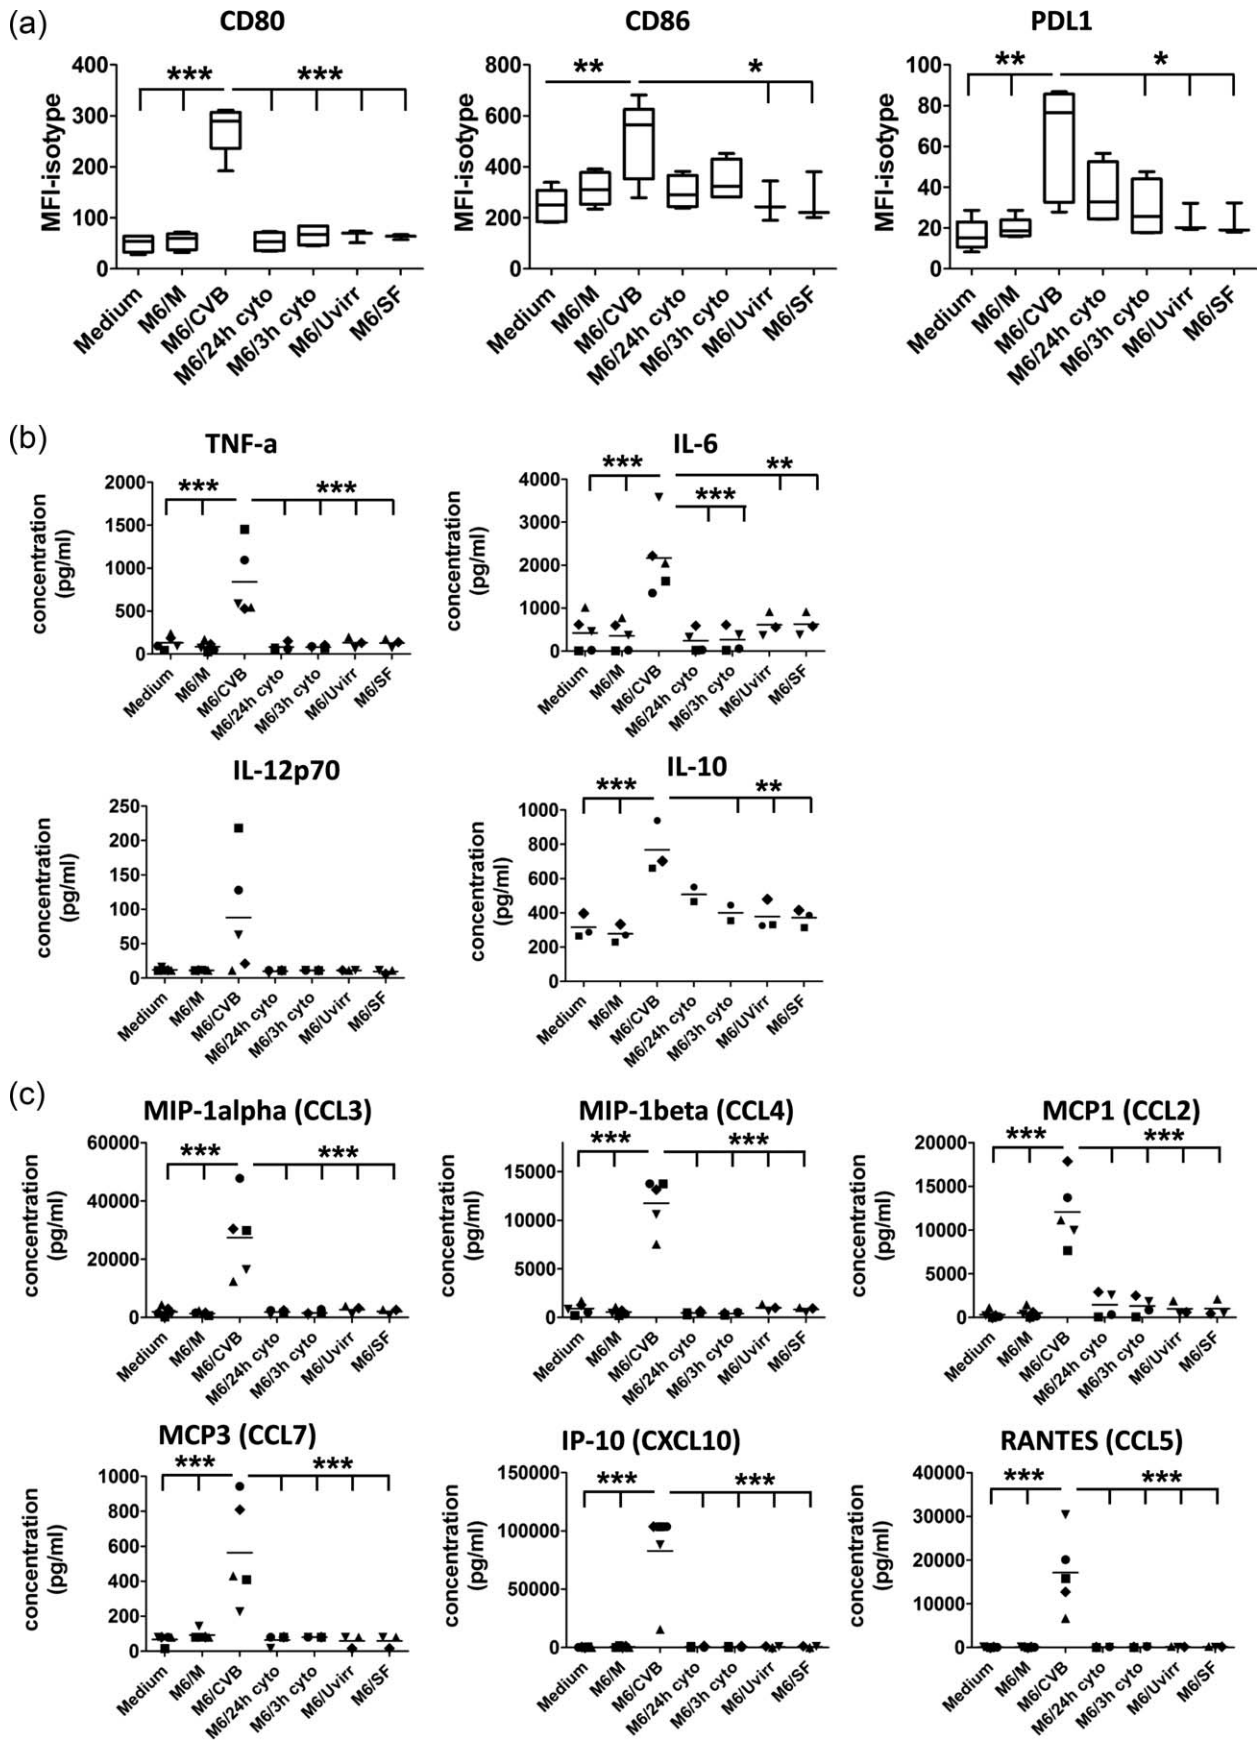 (a)
CD80
CD86
PDL1
MFI-isotype
400
300
200
100
0
***
***
Medium
M6/M
M6/CVB
M6/24h cyto
M6/3h cyto
M6/Uvirr
M6/SF
MFI-isotype
800
600
400
200
0
**
*
Medium
M6/M
M6/CVB
M6/24h cyto
M6/3h cyto
M6/Uvirr
M6/SF
MFI-isotype
100
80
60
40
20
0
**
*
Medium
M6/M
M6/CVB
M6/24h cyto
M6/3h cyto
M6/Uvirr
M6/SF
(b)
TNF-a
concentration
(pg/ml)
2000
1500
1000
500
0
***
***
Medium
M6/M
M6/CVB
M6/24h cyto
M6/3h cyto
M6/Uvirr
M6/SF
IL-6
concentration
(pg/ml)
4000
3000
2000
1000
0
***
**
***
Medium
M6/M
M6/CVB
M6/24h cyto
M6/3h cyto
M6/Uvirr
M6/SF
IL-12p70
concentration
(pg/ml)
250
200
150
100
50
0
Medium
M6/M
M6/CVB
M6/24h cyto
M6/3h cyto
M6/Uvirr
M6/SF
IL-10
concentration
(pg/ml)
1000
800
600
400
200
0
***
**
Medium
M6/M
M6/CVB
M6/24h cyto
M6/3h cyto
M6/UVirr
M6/SF
(c)
MIP-1alpha (CCL3)
concentration
(pg/ml)
60000
40000
20000
0
***
***
Medium
M6/M
M6/CVB
M6/24h cyto
M6/3h cyto
M6/Uvirr
M6/SF
MIP-1beta (CCL4)
concentration
(pg/ml)
15000
10000
5000
0
***
***
Medium
M6/M
M6/CVB
M6/24h cyto
M6/3h cyto
M6/Uvirr
M6/SF
MCP1 (CCL2)
concentration
(pg/ml)
20000
15000
10000
5000
0
***
***
Medium
M6/M
M6/CVB
M6/24h cyto
M6/3h cyto
M6/Uvirr
M6/SF
MCP3 (CCL7)
concentration
(pg/ml)
1000
800
600
400
200
0
***
***
Medium
M6/M
M6/CVB
M6/24h cyto
M6/3h cyto
M6/Uvirr
M6/SF
IP-10 (CXCL10)
concentration
(pg/ml)
150000
100000
50000
0
***
***
Medium
M6/M
M6/CVB
M6/24h cyto
M6/3h cyto
M6/Uvirr
M6/SF
RANTES (CCL5)
concentration
(pg/ml)
40000
30000
20000
10000
0
***
***
Medium
M6/M
M6/CVB
M6/24h cyto
M6/3h cyto
M6/Uvirr
M6/SF